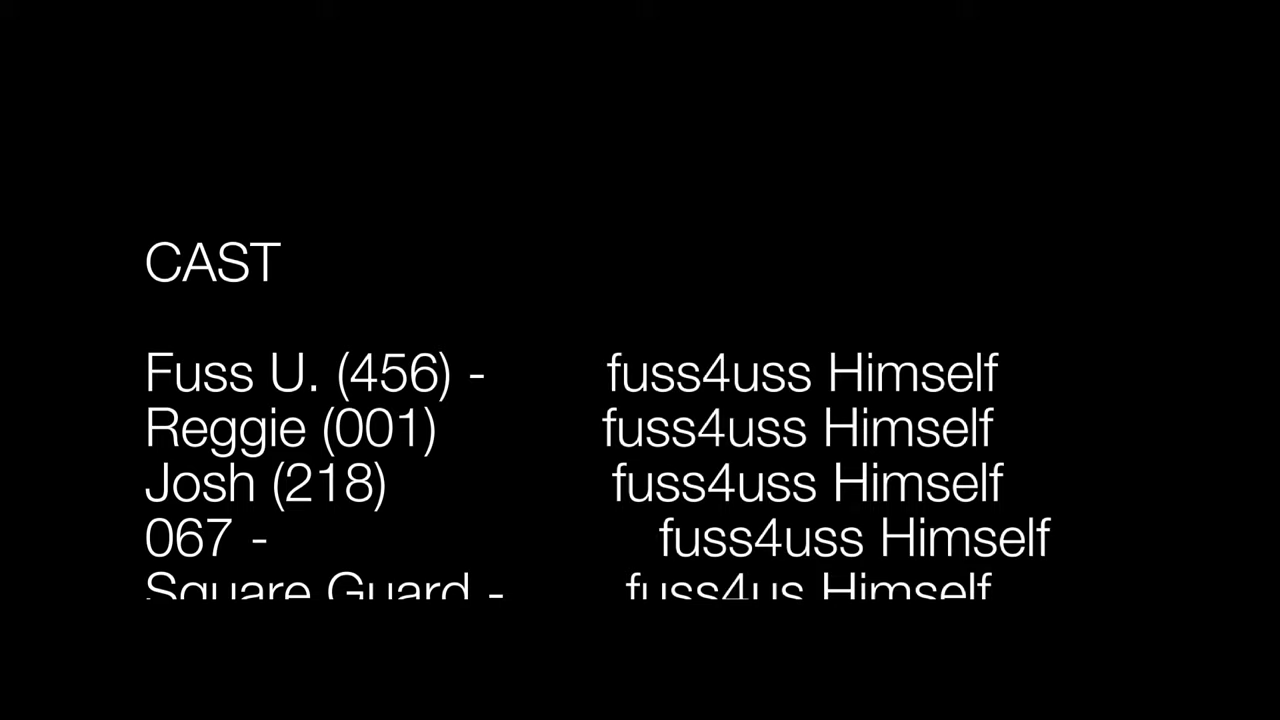 CAST
Fuss U. (456) - fuss4uss Himself
Reggie (001) fuss4uss Himself
Josh (218) fuss4uss Himself
067 - fuss4uss Himself
Square Guard - fuss4us Himself